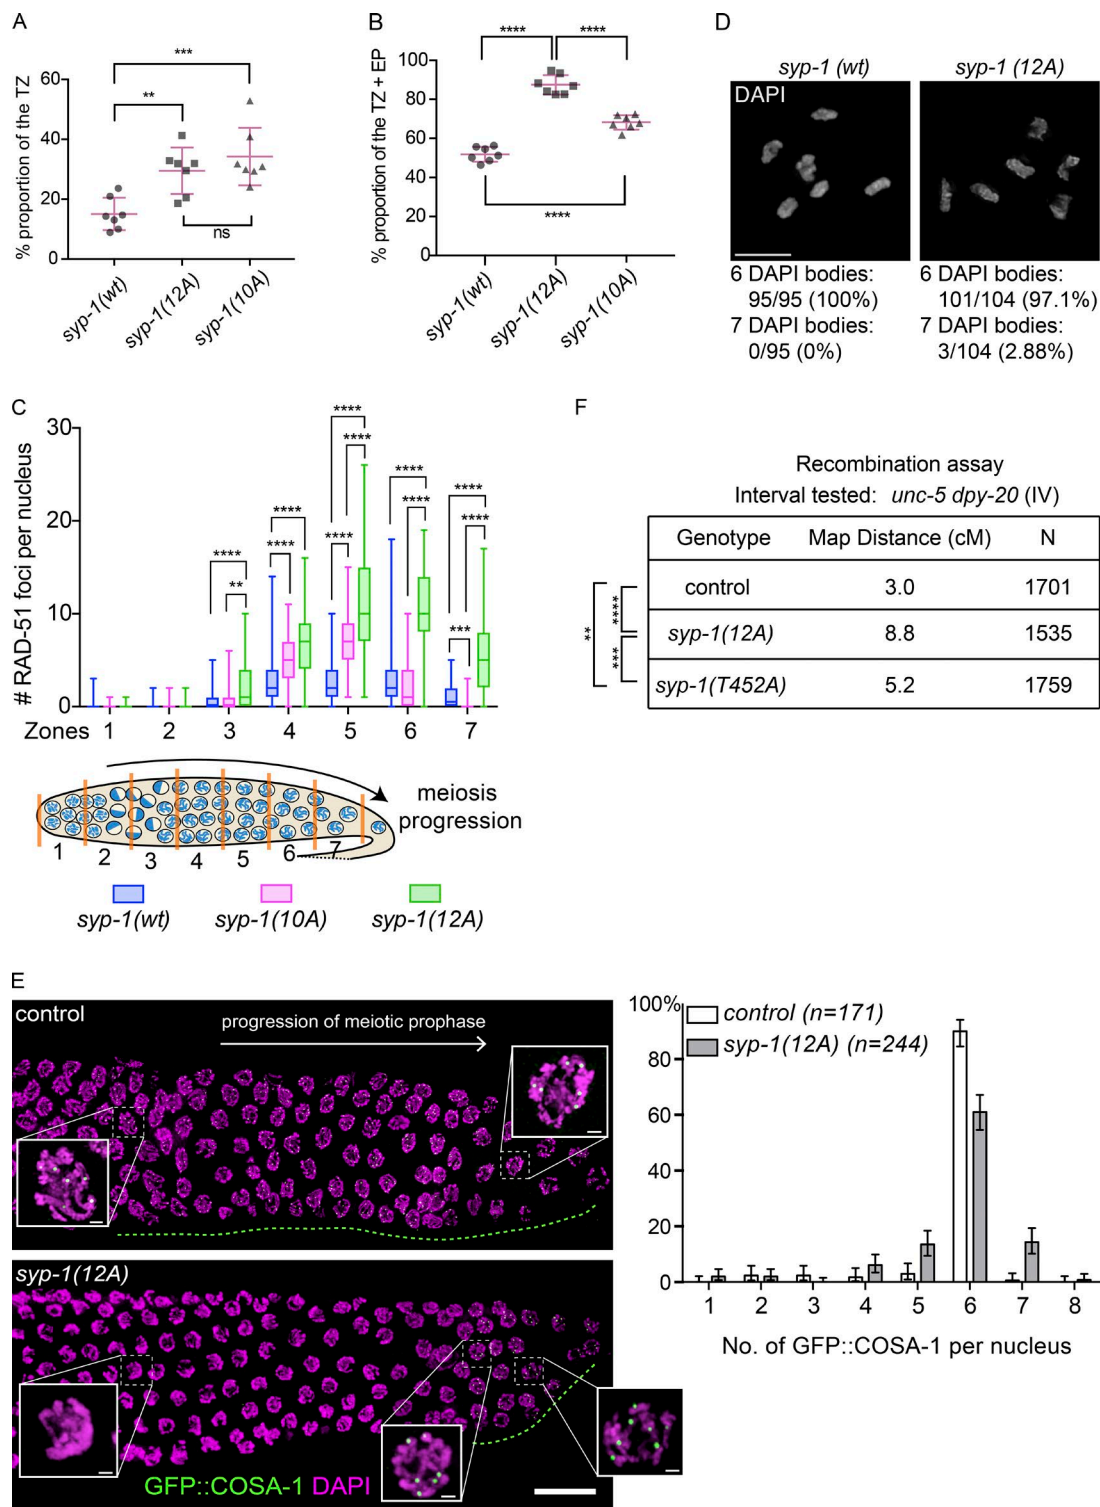 A
***
**
ns
% proportion of the TZ
60
40
20
0
syp-1(wt)
syp-1(12A)
syp-1(10A)
B
**** ****
****
% proportion of the TZ + EP
100
80
60
40
20
0
syp-1(wt)
syp-1(12A)
syp-1(10A)
D
syp-1 (wt) syp-1 (12A)
DAPI
6 DAPI bodies:
95/95 (100%)
7 DAPI bodies:
0/95 (0%)
6 DAPI bodies:
101/104 (97.1%)
7 DAPI bodies:
3/104 (2.88%)
C
# RAD-51 foci per nucleus
30
20
10
0
****
**
****
****
****
****
****
****
****
****
****
***
Zones 1 2 3 4 5 6 7
meiosis
progression
1 2 3 4 5 6 7
syp-1(wt) syp-1(10A) syp-1(12A)
F
Recombination assay
Interval tested: unc-5 dpy-20 (IV)
Genotype Map Distance (cM) N
control 3.0 1701
syp-1(12A) 8.8 1535
syp-1(T452A) 5.2 1759
**
****
***
E
control
progression of meiotic prophase
syp-1(12A)
GFP::COSA-1 DAPI
100%
80
60
40
20
0
control (n=171)
syp-1(12A) (n=244)
1 2 3 4 5 6 7 8
No. of GFP::COSA-1 per nucleus